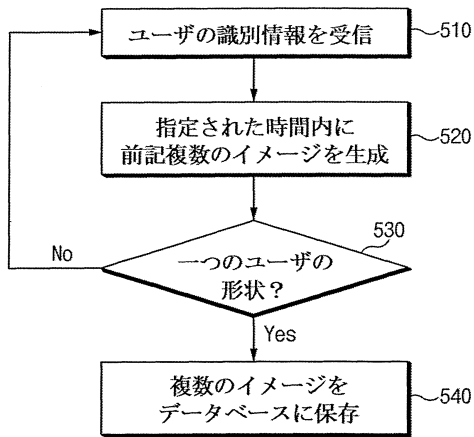 ユーザの識別情報を受信
510
指定された時間内に
前記複数のイメージを生成
520
530
一つのユーザの
形状？
No
Yes
複数のイメージを
データベースに保存
540